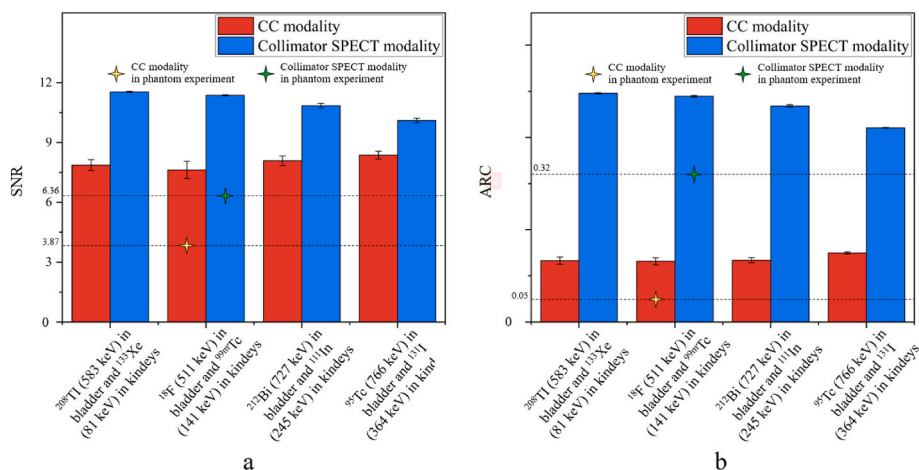 CC modality
Collimator SPECT modality
CC modality
in phantom experiment
Collimator SPECT modality
in phantom experiment
SNR
12
9
6.36
6
3.87
3
0
²⁰⁸TI (583 keV) in
bladder and ¹³³Xe
(81 keV) in kindeys
¹⁸F (511 keV) in
bladder and ⁹⁹ᵐTc
(141 keV) in kindeys
²¹²Bi (727 keV) in
bladder and ¹¹¹In
(245 keV) in kindeys
⁹⁵Tc (766 keV) in
bladder and ¹³¹I
(364 keV) in kind
a
CC modality
Collimator SPECT modality
CC modality
in phantom experiment
Collimator SPECT modality
in phantom experiment
ARC
0.32
0.05
0
²⁰⁸TI (583 keV) in
bladder and ¹³³Xe
(81 keV) in kindeys
¹⁸F (511 keV) in
bladder and ⁹⁹ᵐTc
(141 keV) in kindeys
²¹²Bi (727 keV) in
bladder and ¹¹¹In
(245 keV) in kindeys
⁹⁵Tc (766 keV) in
bladder and ¹³¹I
(364 keV) in kindeys
b